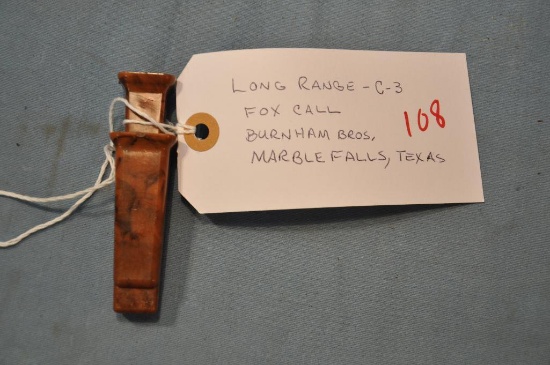 LONG RANGE - C-3
FOX CALL
BURNHAM BROS,
MARBLE FALLS, TEXAS
108